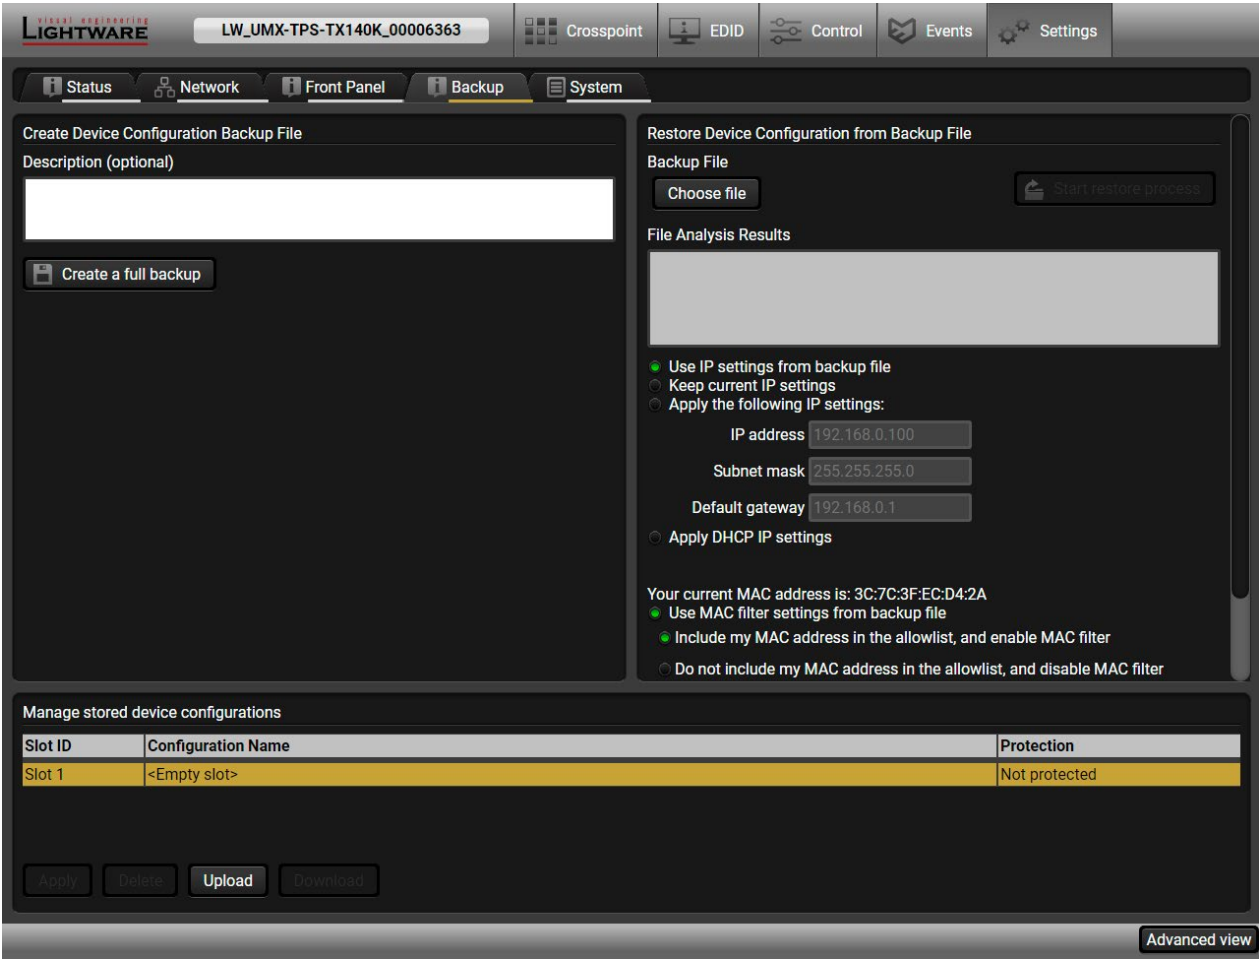 visual engineering
LIGHTWARE
LW_UMX-TPS-TX140K_00006363
Crosspoint
EDID
Control
Events
Settings
Status
Network
Front Panel
Backup
System
Create Device Configuration Backup File
Description (optional)
Create a full backup
Restore Device Configuration from Backup File
Backup File
Choose file
Start restore process
File Analysis Results
Use IP settings from backup file
Keep current IP settings
Apply the following IP settings:
IP address 192.168.0.100
Subnet mask 255.255.255.0
Default gateway 192.168.0.1
Apply DHCP IP settings
Your current MAC address is: 3C:7C:3F:EC:D4:2A
Use MAC filter settings from backup file
Include my MAC address in the allowlist, and enable MAC filter
Do not include my MAC address in the allowlist, and disable MAC filter
Manage stored device configurations
Slot ID Configuration Name Protection
Slot 1 <Empty slot> Not protected
Apply Delete Upload Download
Advanced view